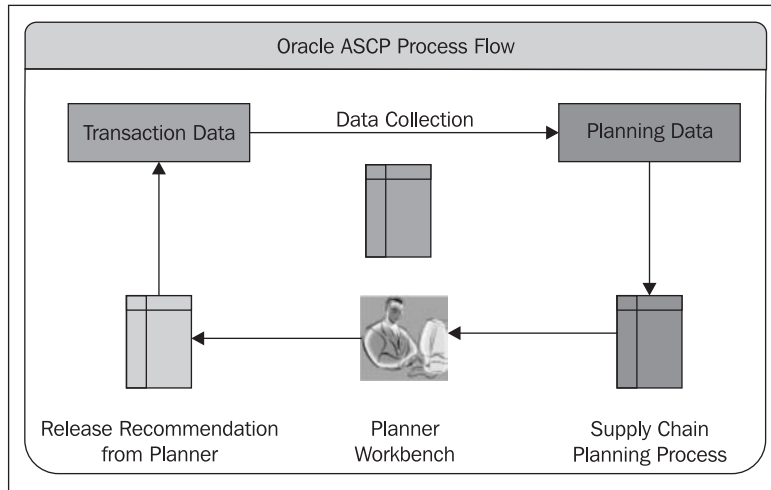 Oracle ASCP Process Flow
Transaction Data
Data Collection
Planning Data
Release Recommendation
from Planner
Planner
Workbench
Supply Chain
Planning Process